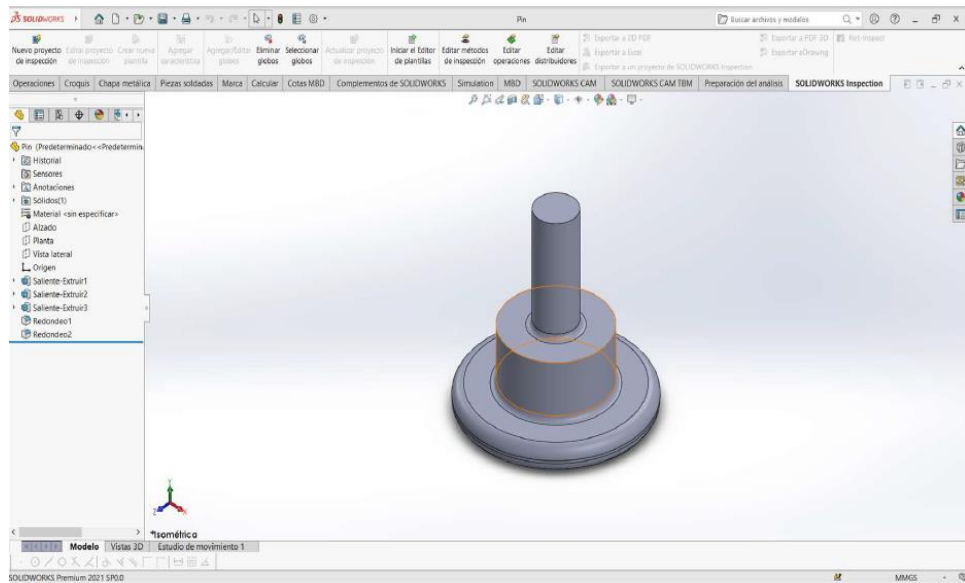 SOLIDWORKS
Pin
Buscar archivos y modelos
Nuevo proyecto de inspección
Editar proyecto de inspección
Crear nueva plantilla
Agregar característica
Agregar/Editar globos
Eliminar globos
Seleccionar globos
Actualizar proyecto de inspección
Iniciar el Editor de plantillas
Editar métodos de inspección
Editar operaciones
Editar distribuidores
Exportar a 2D PDF
Exportar a Excel
Exportar a un proyecto de SOLIDWORKS Inspection
Exportar a PDF 3D
Exportar eDrawing
Net-Inspect
Operaciones
Croquis
Chapa metálica
Piezas soldadas
Marca
Calcular
Cotas MBD
Complementos de SOLIDWORKS
Simulation
MBD
SOLIDWORKS CAM
SOLIDWORKS CAM TBM
Preparación del análisis
SOLIDWORKS Inspection
Pin (Predeterminado<<Predetermin
Historial
Sensores
Anotaciones
Sólidos(1)
Material <sin especificar>
Alzado
Planta
Vista lateral
Origen
Saliente-Extruir1
Saliente-Extruir2
Saliente-Extruir3
Redondeo1
Redondeo2
Y
Z
X
*Isométrica
Modelo
Vistas 3D
Estudio de movimiento 1
SOLIDWORKS Premium 2021 SP0.0
MMGS